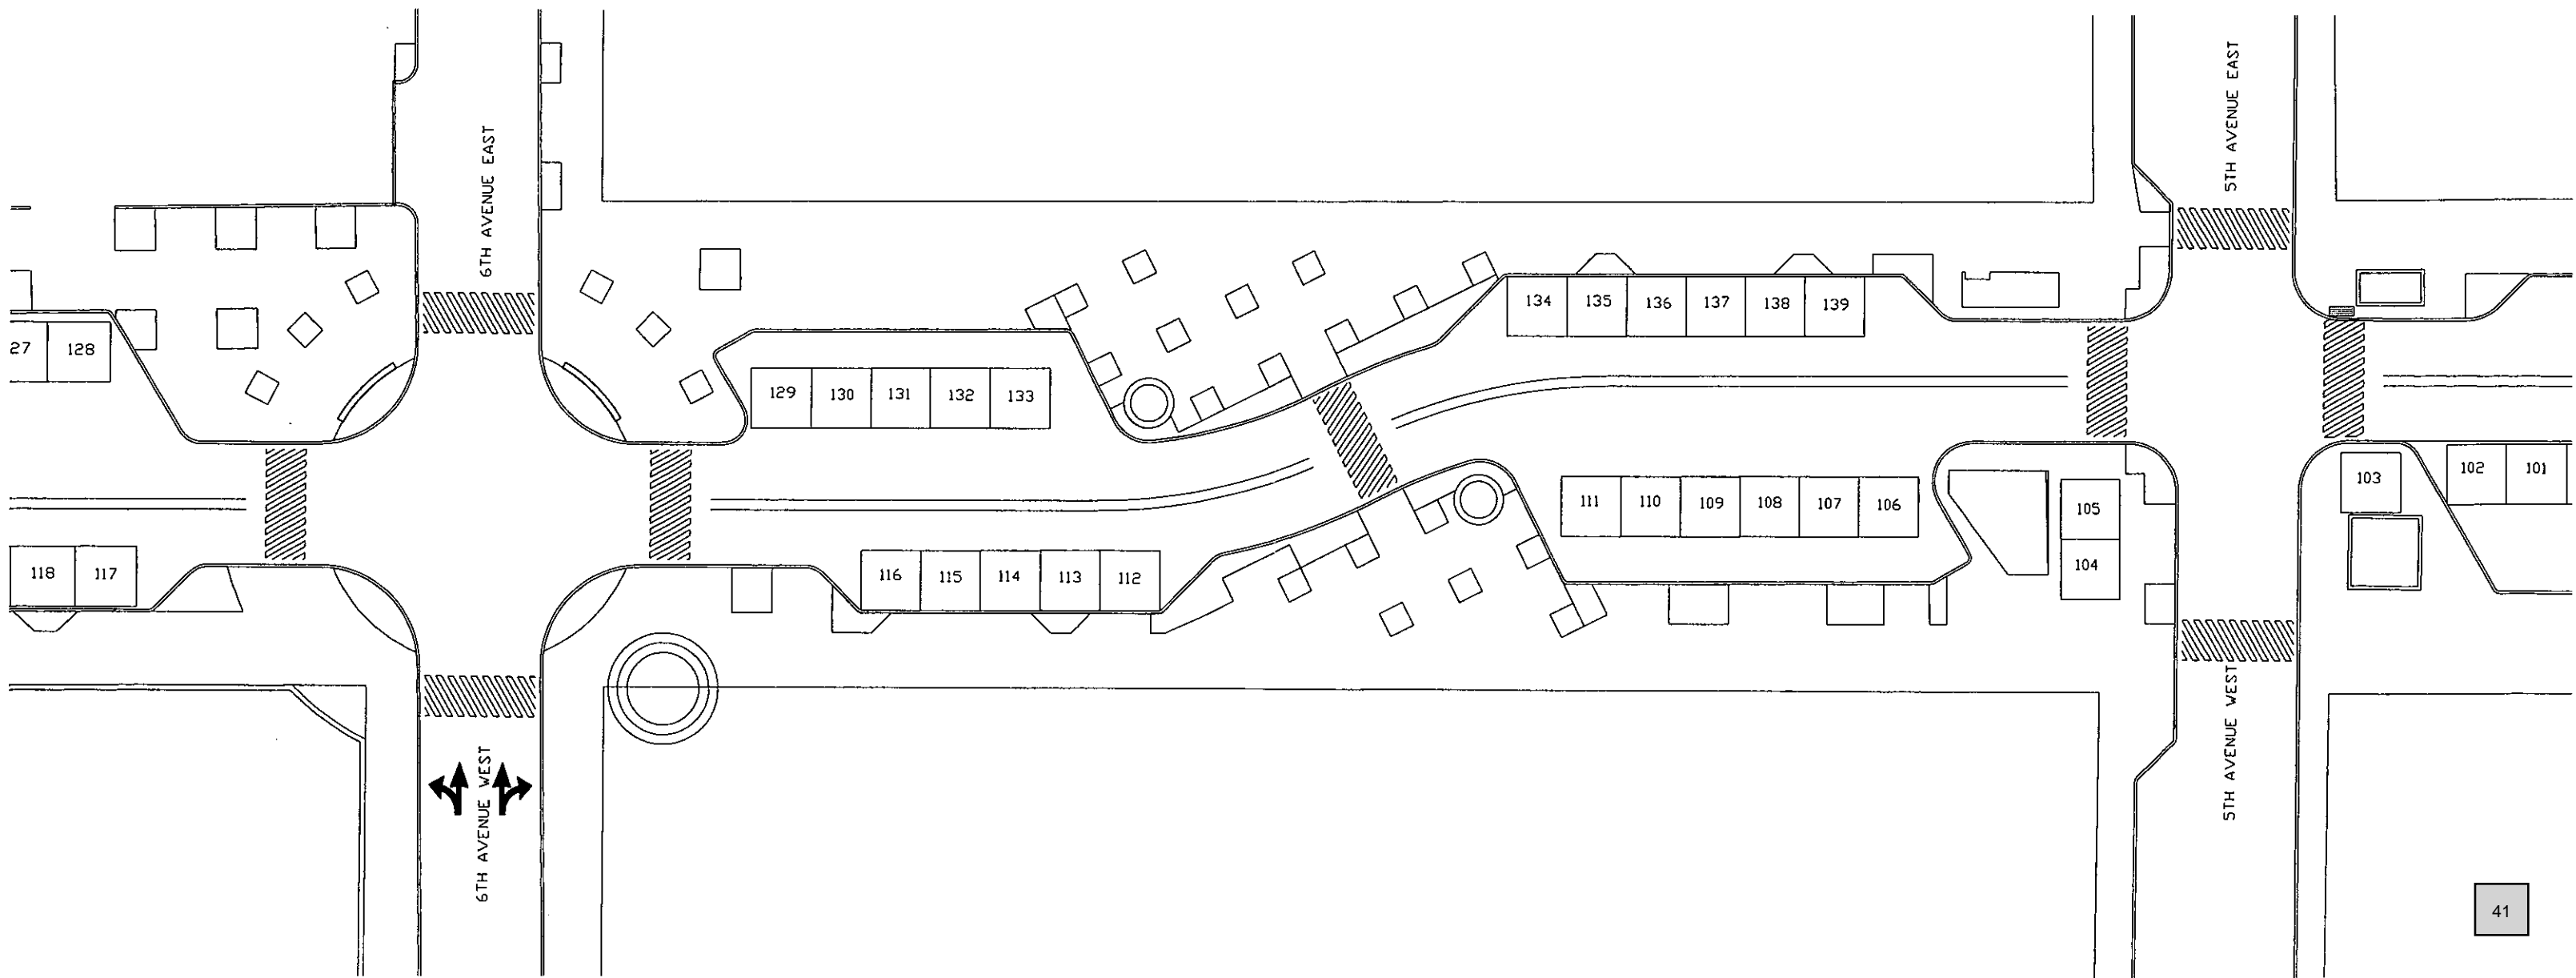 6TH AVENUE EAST
5TH AVENUE EAST
134 135 136 137 138 139
27 128
129 130 131 132 133
103 102 101
111 110 109 108 107 106
105
118 117
116 115 114 113 112
104
6TH AVENUE WEST
5TH AVENUE WEST
41